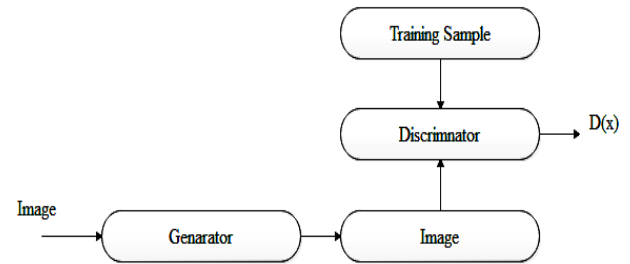 Training Sample
Discrimnator
D(x)
Image
Genarator
Image